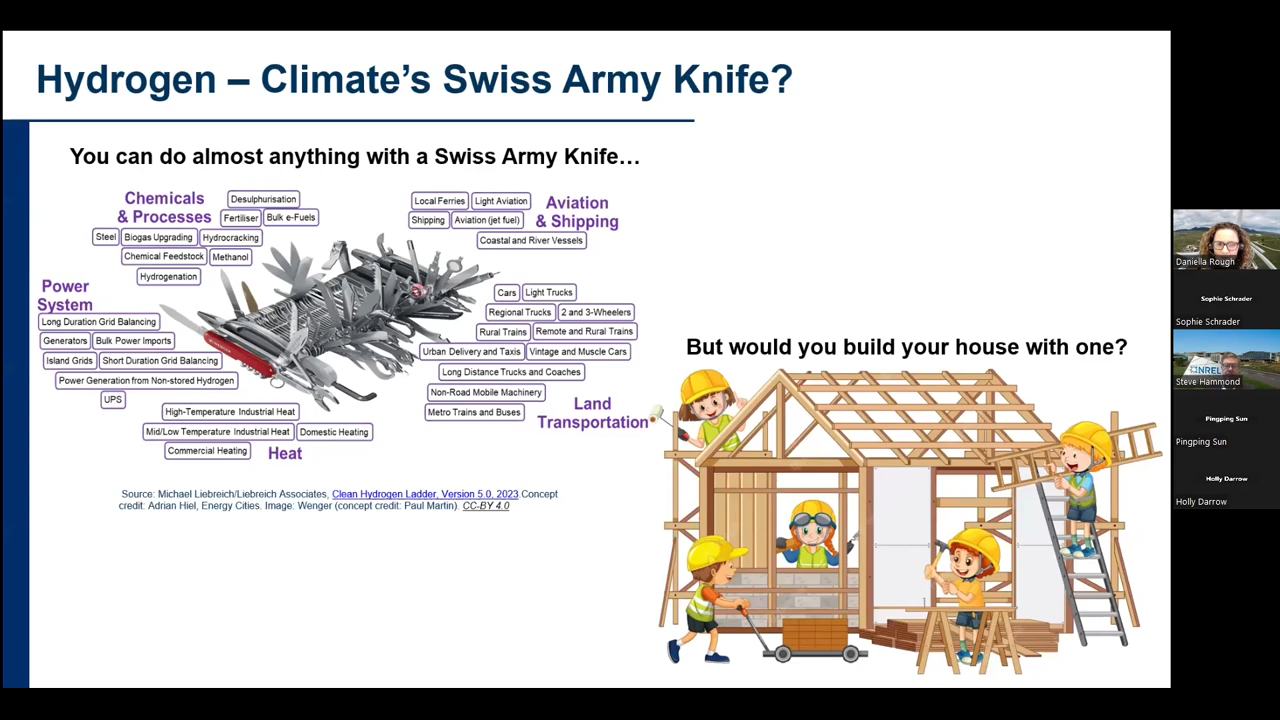 Hydrogen – Climate’s Swiss Army Knife?
You can do almost anything with a Swiss Army Knife…
Chemicals
& Processes
Desulphurisation
Fertiliser
Bulk e-Fuels
Steel
Biogas Upgrading
Hydrocracking
Chemical Feedstock
Methanol
Hydrogenation
Local Ferries
Light Aviation
Shipping
Aviation (jet fuel)
Coastal and River Vessels
Aviation
& Shipping
Power
System
Long Duration Grid Balancing
Generators
Bulk Power Imports
Island Grids
Short Duration Grid Balancing
Power Generation from Non-stored Hydrogen
UPS
Cars
Light Trucks
Regional Trucks
2 and 3-Wheelers
Rural Trains
Remote and Rural Trains
Urban Delivery and Taxis
Vintage and Muscle Cars
Long Distance Trucks and Coaches
Non-Road Mobile Machinery
Metro Trains and Buses
Land
Transportation
High-Temperature Industrial Heat
Mid/Low Temperature Industrial Heat
Domestic Heating
Commercial Heating
Heat
Source: Michael Liebreich/Liebreich Associates, Clean Hydrogen Ladder, Version 5.0, 2023.Concept
credit: Adrian Hiel, Energy Cities. Image: Wenger (concept credit: Paul Martin). CC-BY 4.0
But would you build your house with one?
Daniella Rough
Sophie Schrader
Sophie Schrader
NREL
Steve Hammond
Pingping Sun
Pingping Sun
Holly Darrow
Holly Darrow